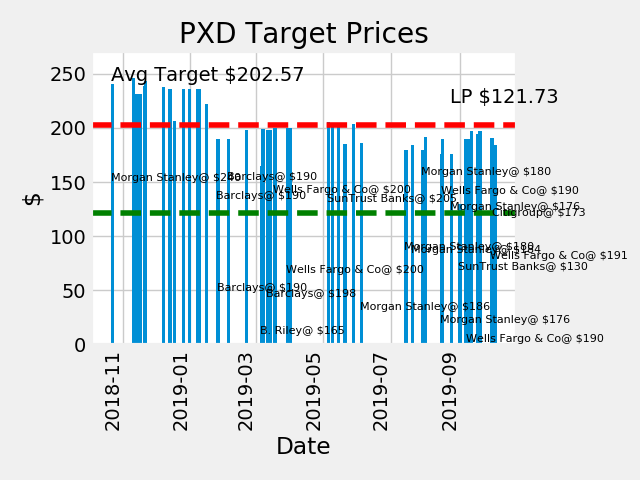 PXD Target Prices
Avg Target $202.57
LP $121.73
250
200
150
100
50
0
$
Morgan Stanley@ $240
Barclays@ $190
Barclays@ $190
Wells Fargo & Co@ $200
SunTrust Banks@ $205
Morgan Stanley@ $180
Wells Fargo & Co@ $190
Morgan Stanley@ $176
Citigroup@ $173
Morgan Stanley@ $180
Morgan Stanley@ $184
Wells Fargo & Co@ $191
SunTrust Banks@ $130
Wells Fargo & Co@ $200
Barclays@ $190
Barclays@ $198
Morgan Stanley@ $186
Morgan Stanley@ $176
B. Riley@ $165
Wells Fargo & Co@ $190
2018-11
2019-01
2019-03
2019-05
2019-07
2019-09
Date